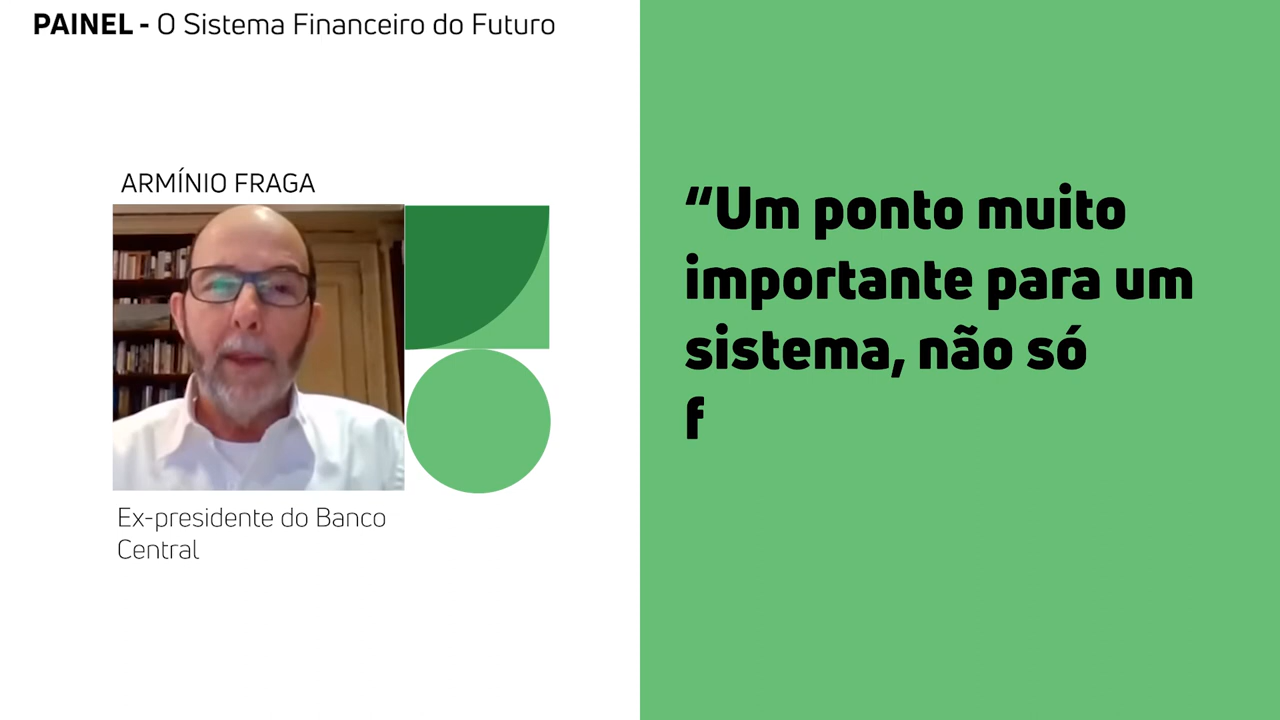 PAINEL - O Sistema Financeiro do Futuro
ARMÍNIO FRAGA
Ex-presidente do Banco
Central
“Um ponto muito
importante para um
sistema, não só
f